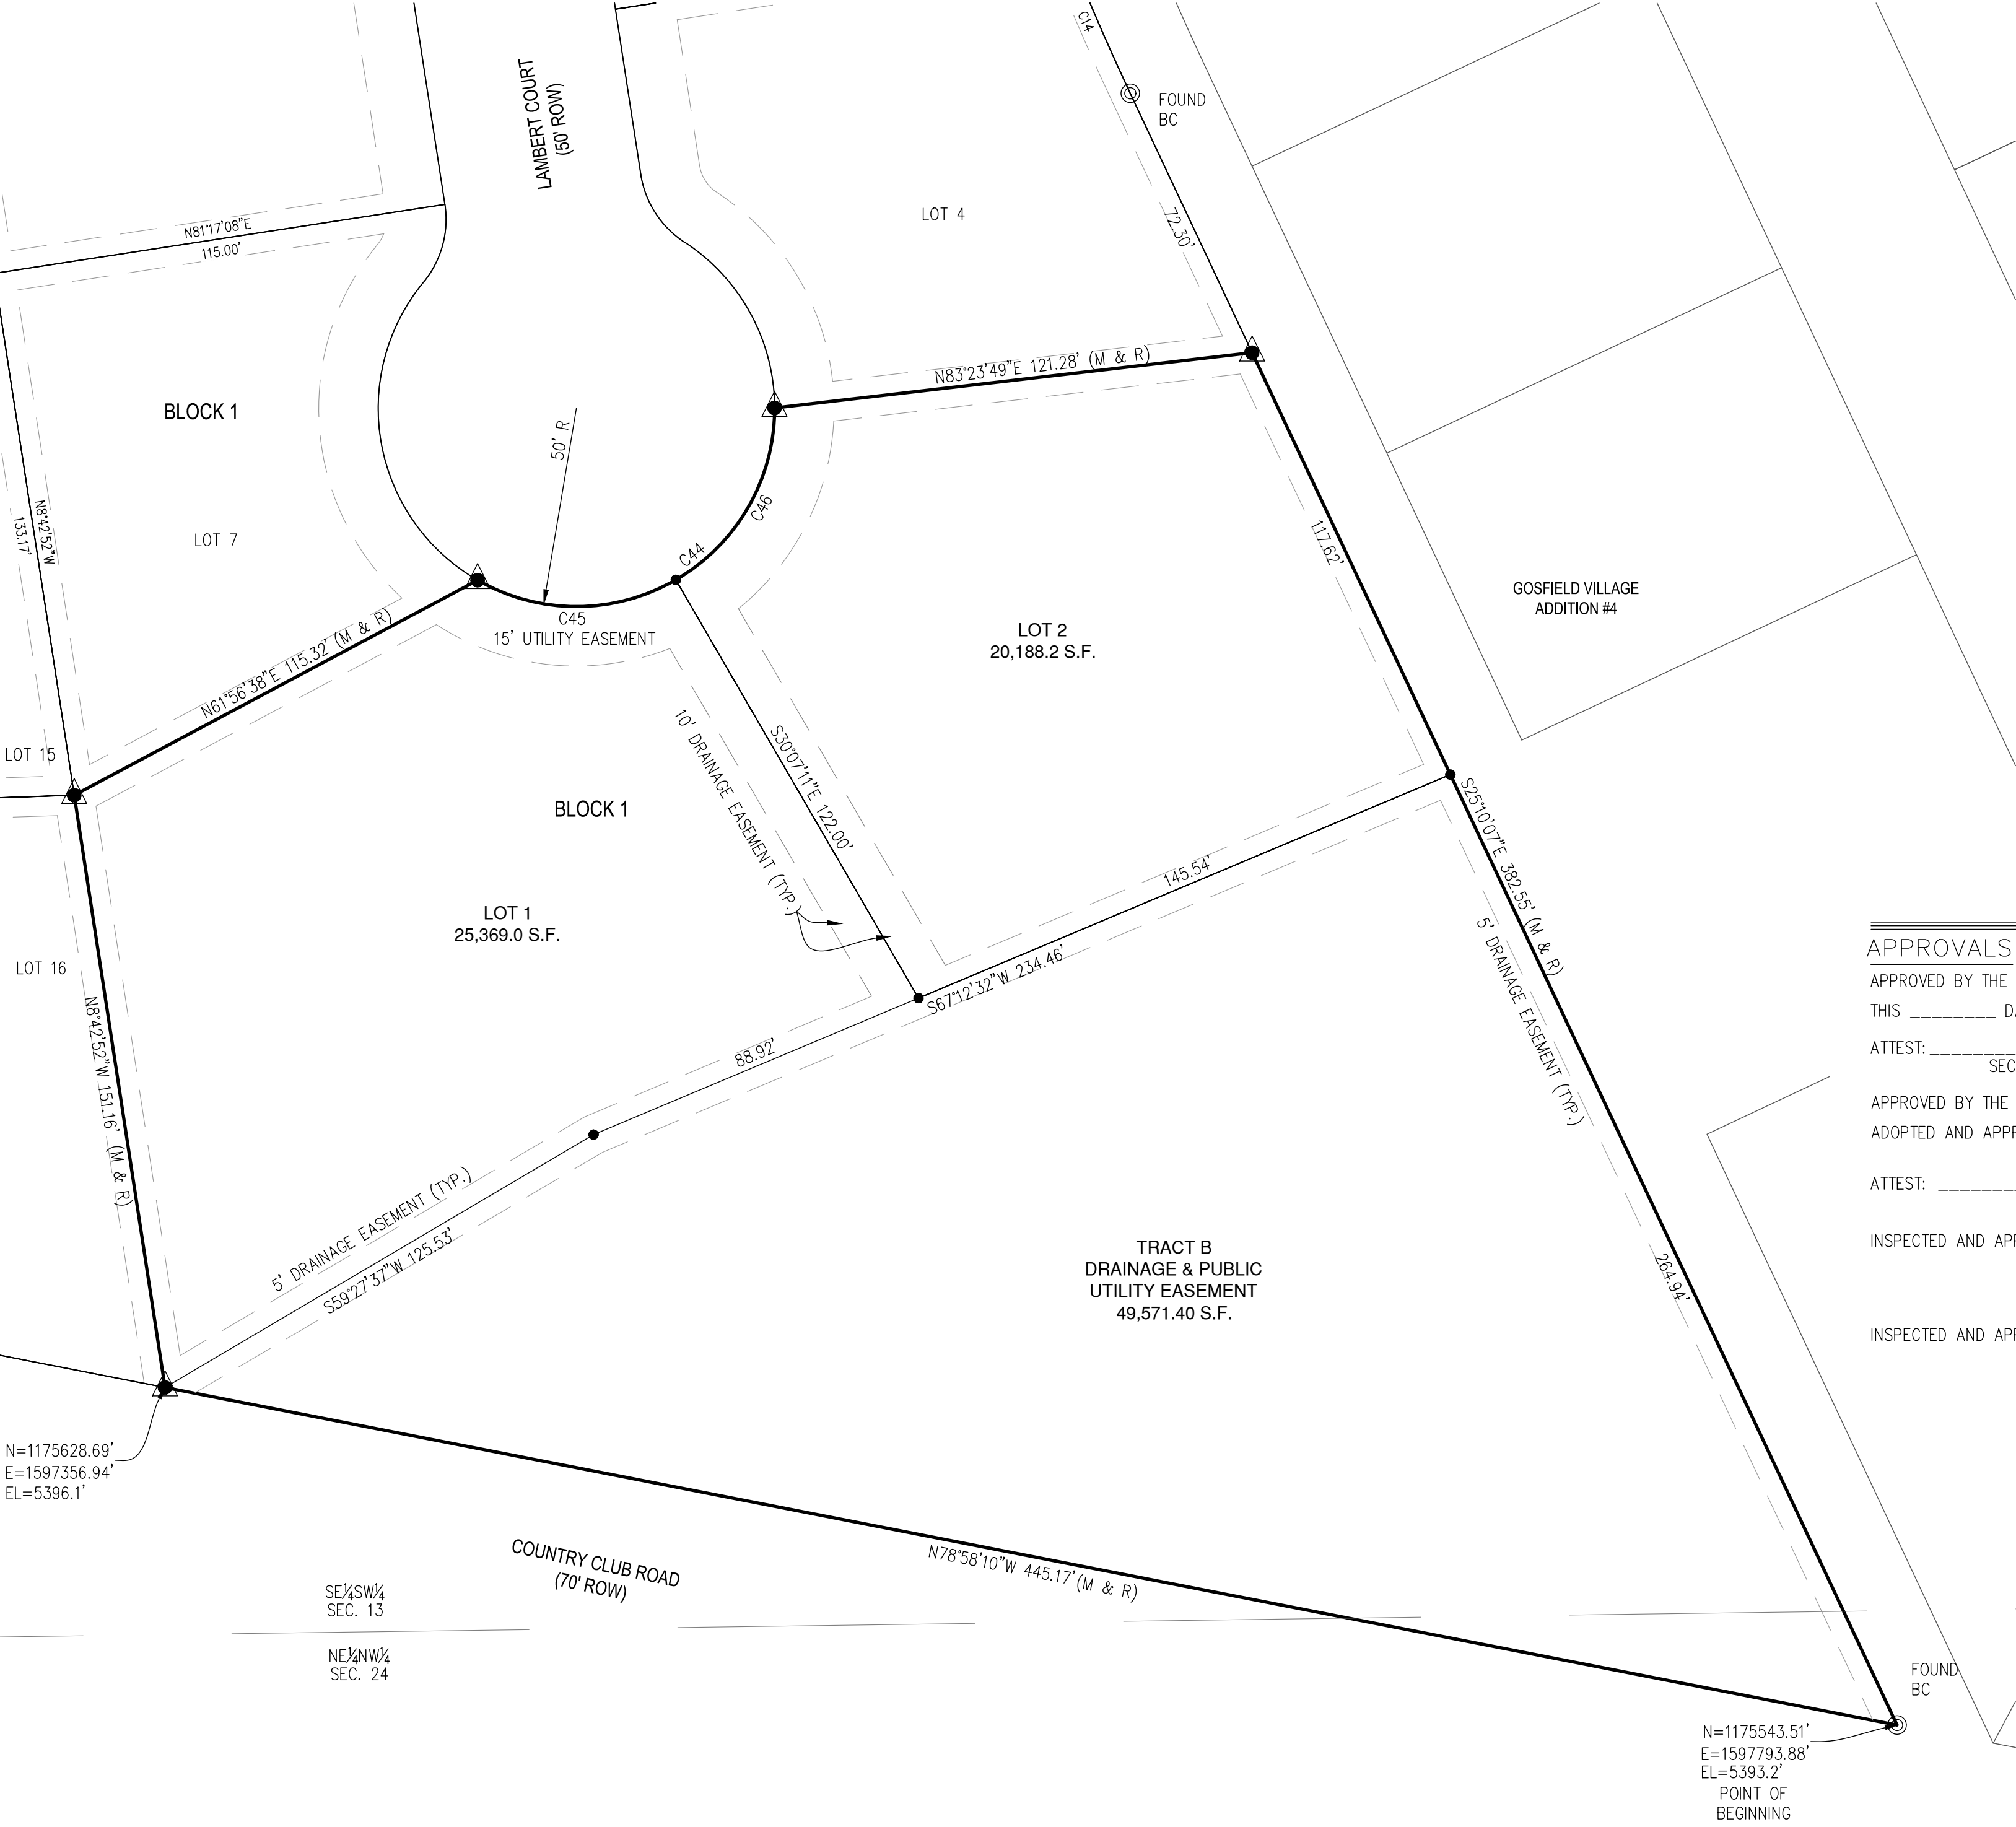 C14
FOUND
BC
LAMBERT COURT
(50' ROW)
LOT 4
72.30'
N81°17'08"E
115.00'
N83°23'49"E 121.28' (M & R)
BLOCK 1
50' R
C46
LOT 7
N8°42'52"W
133.17'
C44
C45
15' UTILITY EASEMENT
117.62'
GOSFIELD VILLAGE
ADDITION #4
LOT 2
20,188.2 S.F.
N61°56'38"E 115.32' (M & R)
LOT 15
10' DRAINAGE EASEMENT (TYP.)
S30°07'11"E 122.00'
BLOCK 1
145.54'
S25°10'07"E 382.55' (M & R)
LOT 1
25,369.0 S.F.
5' DRAINAGE EASEMENT (TYP.)
LOT 16
S67°12'32"W 234.46'
88.92'
N8°42'52"W 151.16' (M & R)
APPROVALS
APPROVED BY THE
THIS ________ D
ATTEST:_________
SEC
APPROVED BY THE
ADOPTED AND APP
ATTEST: ________
INSPECTED AND AP
INSPECTED AND AP
5' DRAINAGE EASEMENT (TYP.)
S59°27'37"W 125.53'
TRACT B
DRAINAGE & PUBLIC
UTILITY EASEMENT
49,571.40 S.F.
264.94'
N=1175628.69'
E=1597356.94'
EL=5396.1'
COUNTRY CLUB ROAD
(70' ROW)
N78°58'10"W 445.17'(M & R)
SE¼SW¼
SEC. 13
NE¼NW¼
SEC. 24
FOUND
BC
N=1175543.51'
E=1597793.88'
EL=5393.2'
POINT OF
BEGINNING